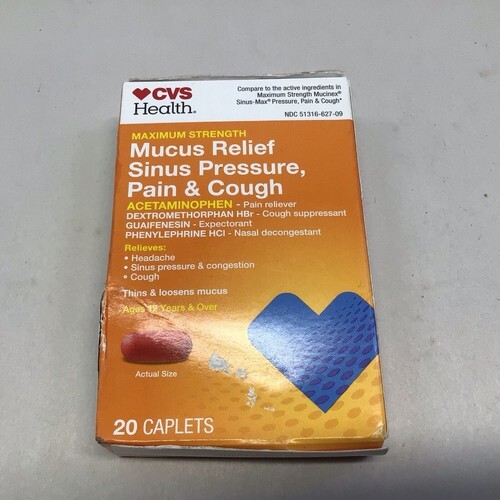 CVS
Health.
Compare to the active ingredients in
Maximum Strength Mucinex®
Sinus-Max® Pressure, Pain & Cough*
NDC 51316-627-09
MAXIMUM STRENGTH
Mucus Relief
Sinus Pressure,
Pain & Cough
ACETAMINOPHEN - Pain reliever
DEXTROMETHORPHAN HBr - Cough suppressant
GUAIFENESIN - Expectorant
PHENYLEPHRINE HCl - Nasal decongestant
Relieves:
• Headache
• Sinus pressure & congestion
• Cough
Thins & loosens mucus
Ages 12 Years & Over
Actual Size
20 CAPLETS